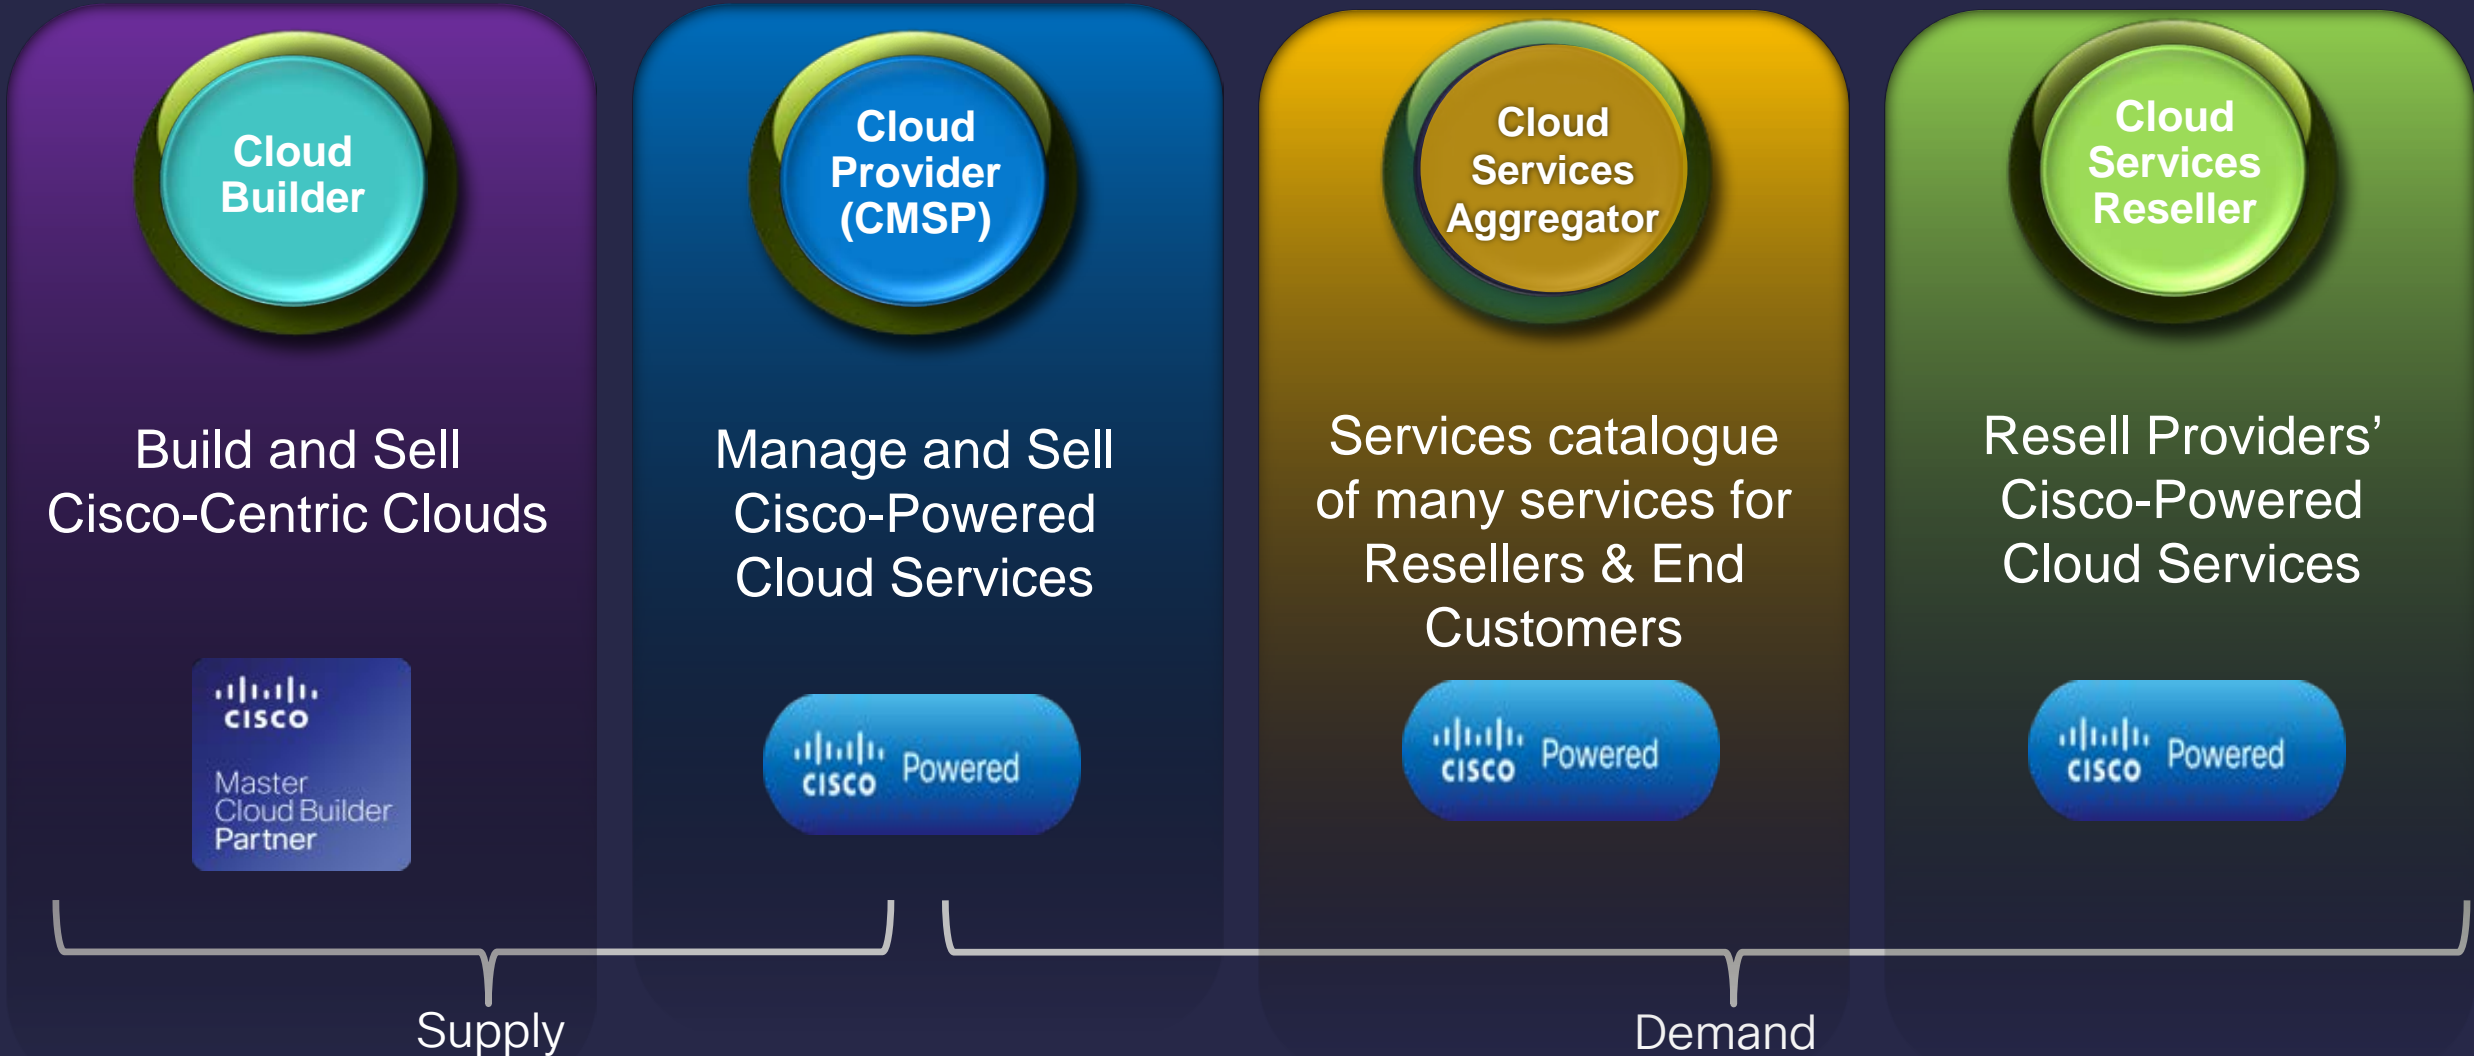 Cloud
Builder
Build and Sell
Cisco-Centric Clouds
CISCO
Master
Cloud Builder
Partner
Cloud
Provider
(CMSP)
Manage and Sell
Cisco-Powered
Cloud Services
CISCO Powered
Cloud
Services
Aggregator
Services catalogue
of many services for
Resellers & End
Customers
CISCO Powered
Cloud
Services
Reseller
Resell Providers’
Cisco-Powered
Cloud Services
CISCO Powered
Supply
Demand